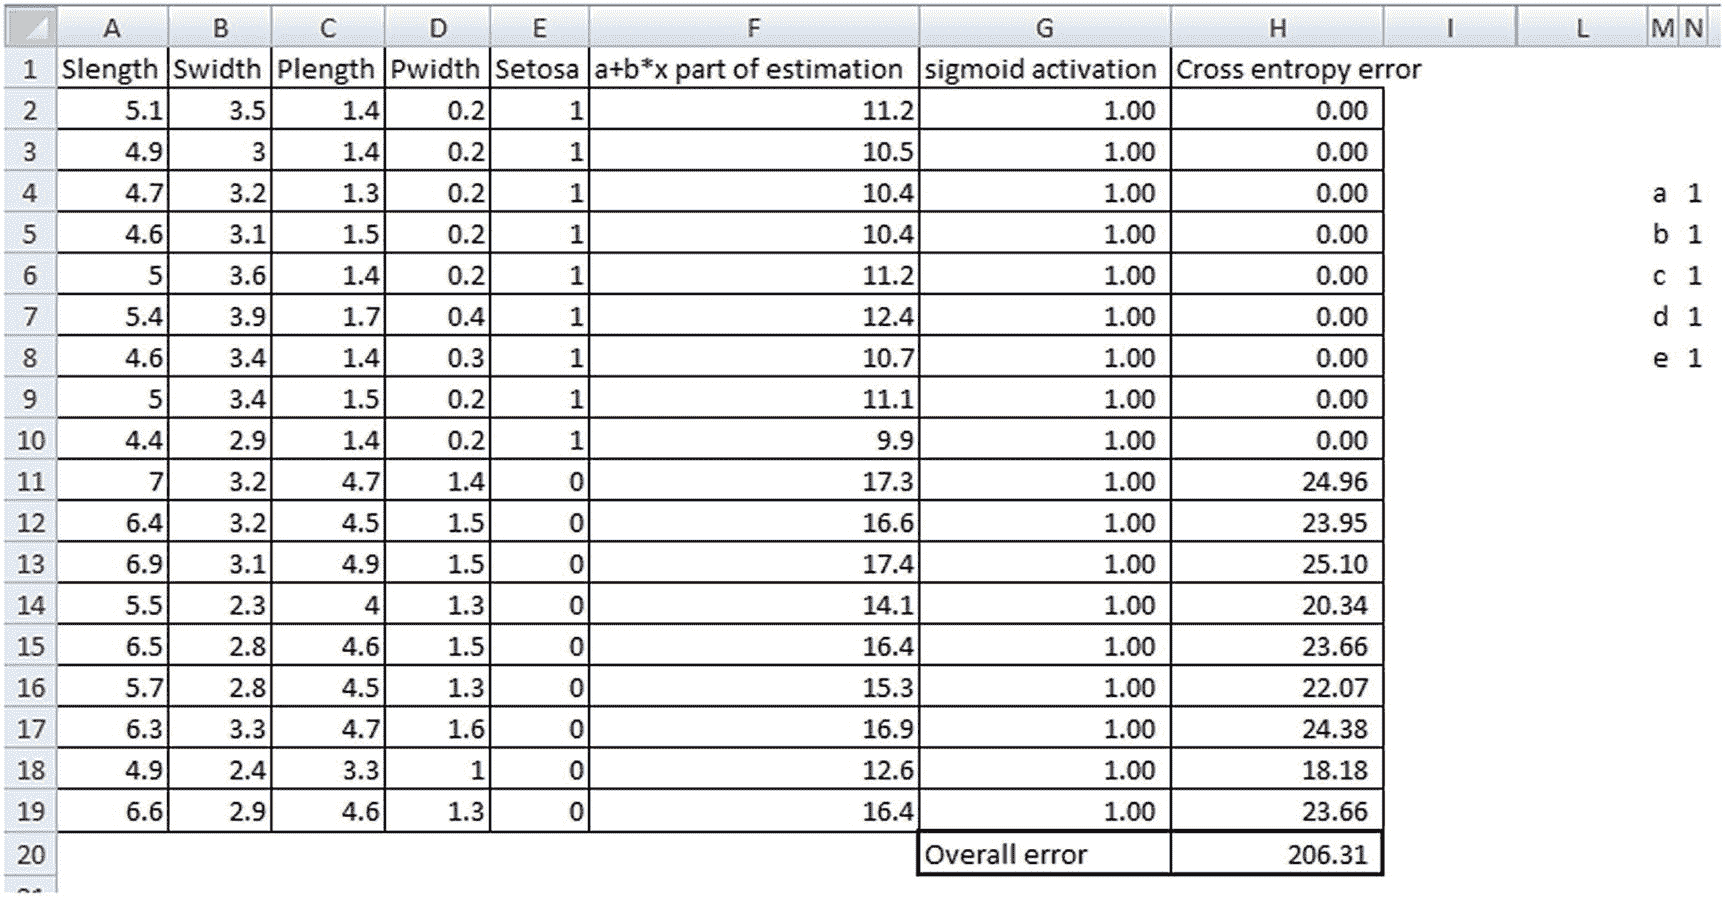 A B C D E F G H I L M N
1 Slength Swidth Plength Pwidth Setosa a+b*x part of estimation sigmoid activation Cross entropy error
2 5.1 3.5 1.4 0.2 1 11.2 1.00 0.00
3 4.9 3 1.4 0.2 1 10.5 1.00 0.00
4 4.7 3.2 1.3 0.2 1 10.4 1.00 0.00 a 1
5 4.6 3.1 1.5 0.2 1 10.4 1.00 0.00 b 1
6 5 3.6 1.4 0.2 1 11.2 1.00 0.00 c 1
7 5.4 3.9 1.7 0.4 1 12.4 1.00 0.00 d 1
8 4.6 3.4 1.4 0.3 1 10.7 1.00 0.00 e 1
9 5 3.4 1.5 0.2 1 11.1 1.00 0.00
10 4.4 2.9 1.4 0.2 1 9.9 1.00 0.00
11 7 3.2 4.7 1.4 0 17.3 1.00 24.96
12 6.4 3.2 4.5 1.5 0 16.6 1.00 23.95
13 6.9 3.1 4.9 1.5 0 17.4 1.00 25.10
14 5.5 2.3 4 1.3 0 14.1 1.00 20.34
15 6.5 2.8 4.6 1.5 0 16.4 1.00 23.66
16 5.7 2.8 4.5 1.3 0 15.3 1.00 22.07
17 6.3 3.3 4.7 1.6 0 16.9 1.00 24.38
18 4.9 2.4 3.3 1 0 12.6 1.00 18.18
19 6.6 2.9 4.6 1.3 0 16.4 1.00 23.66
20 Overall error 206.31